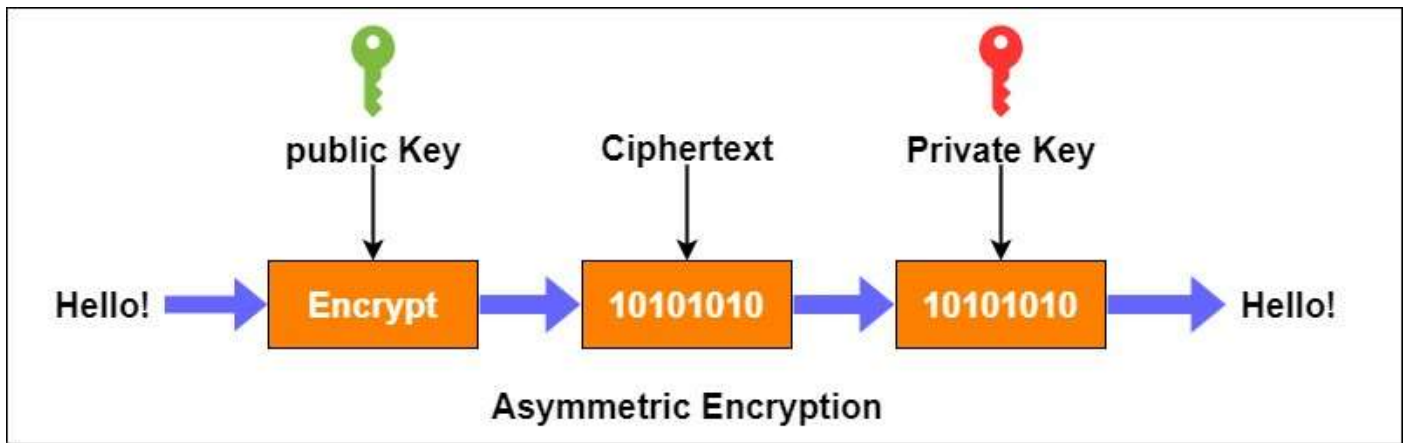 public Key
Ciphertext
Private Key
Hello!
Encrypt
10101010
10101010
Hello!
Asymmetric Encryption